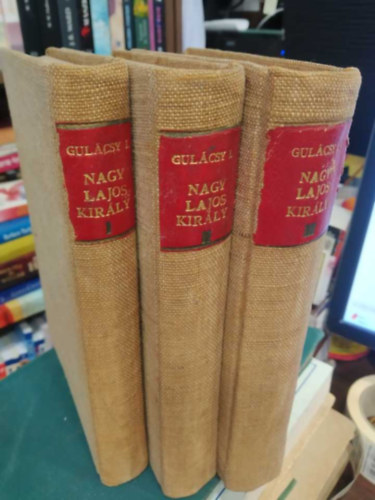 GULÁCSY I.
NAGY
LAJOS
KIRÁLY
I
GULÁCSY I.
NAGY
LAJOS
KIRÁLY
II
GULÁCSY
NAGY
LAJOS
KIRÁLY
III